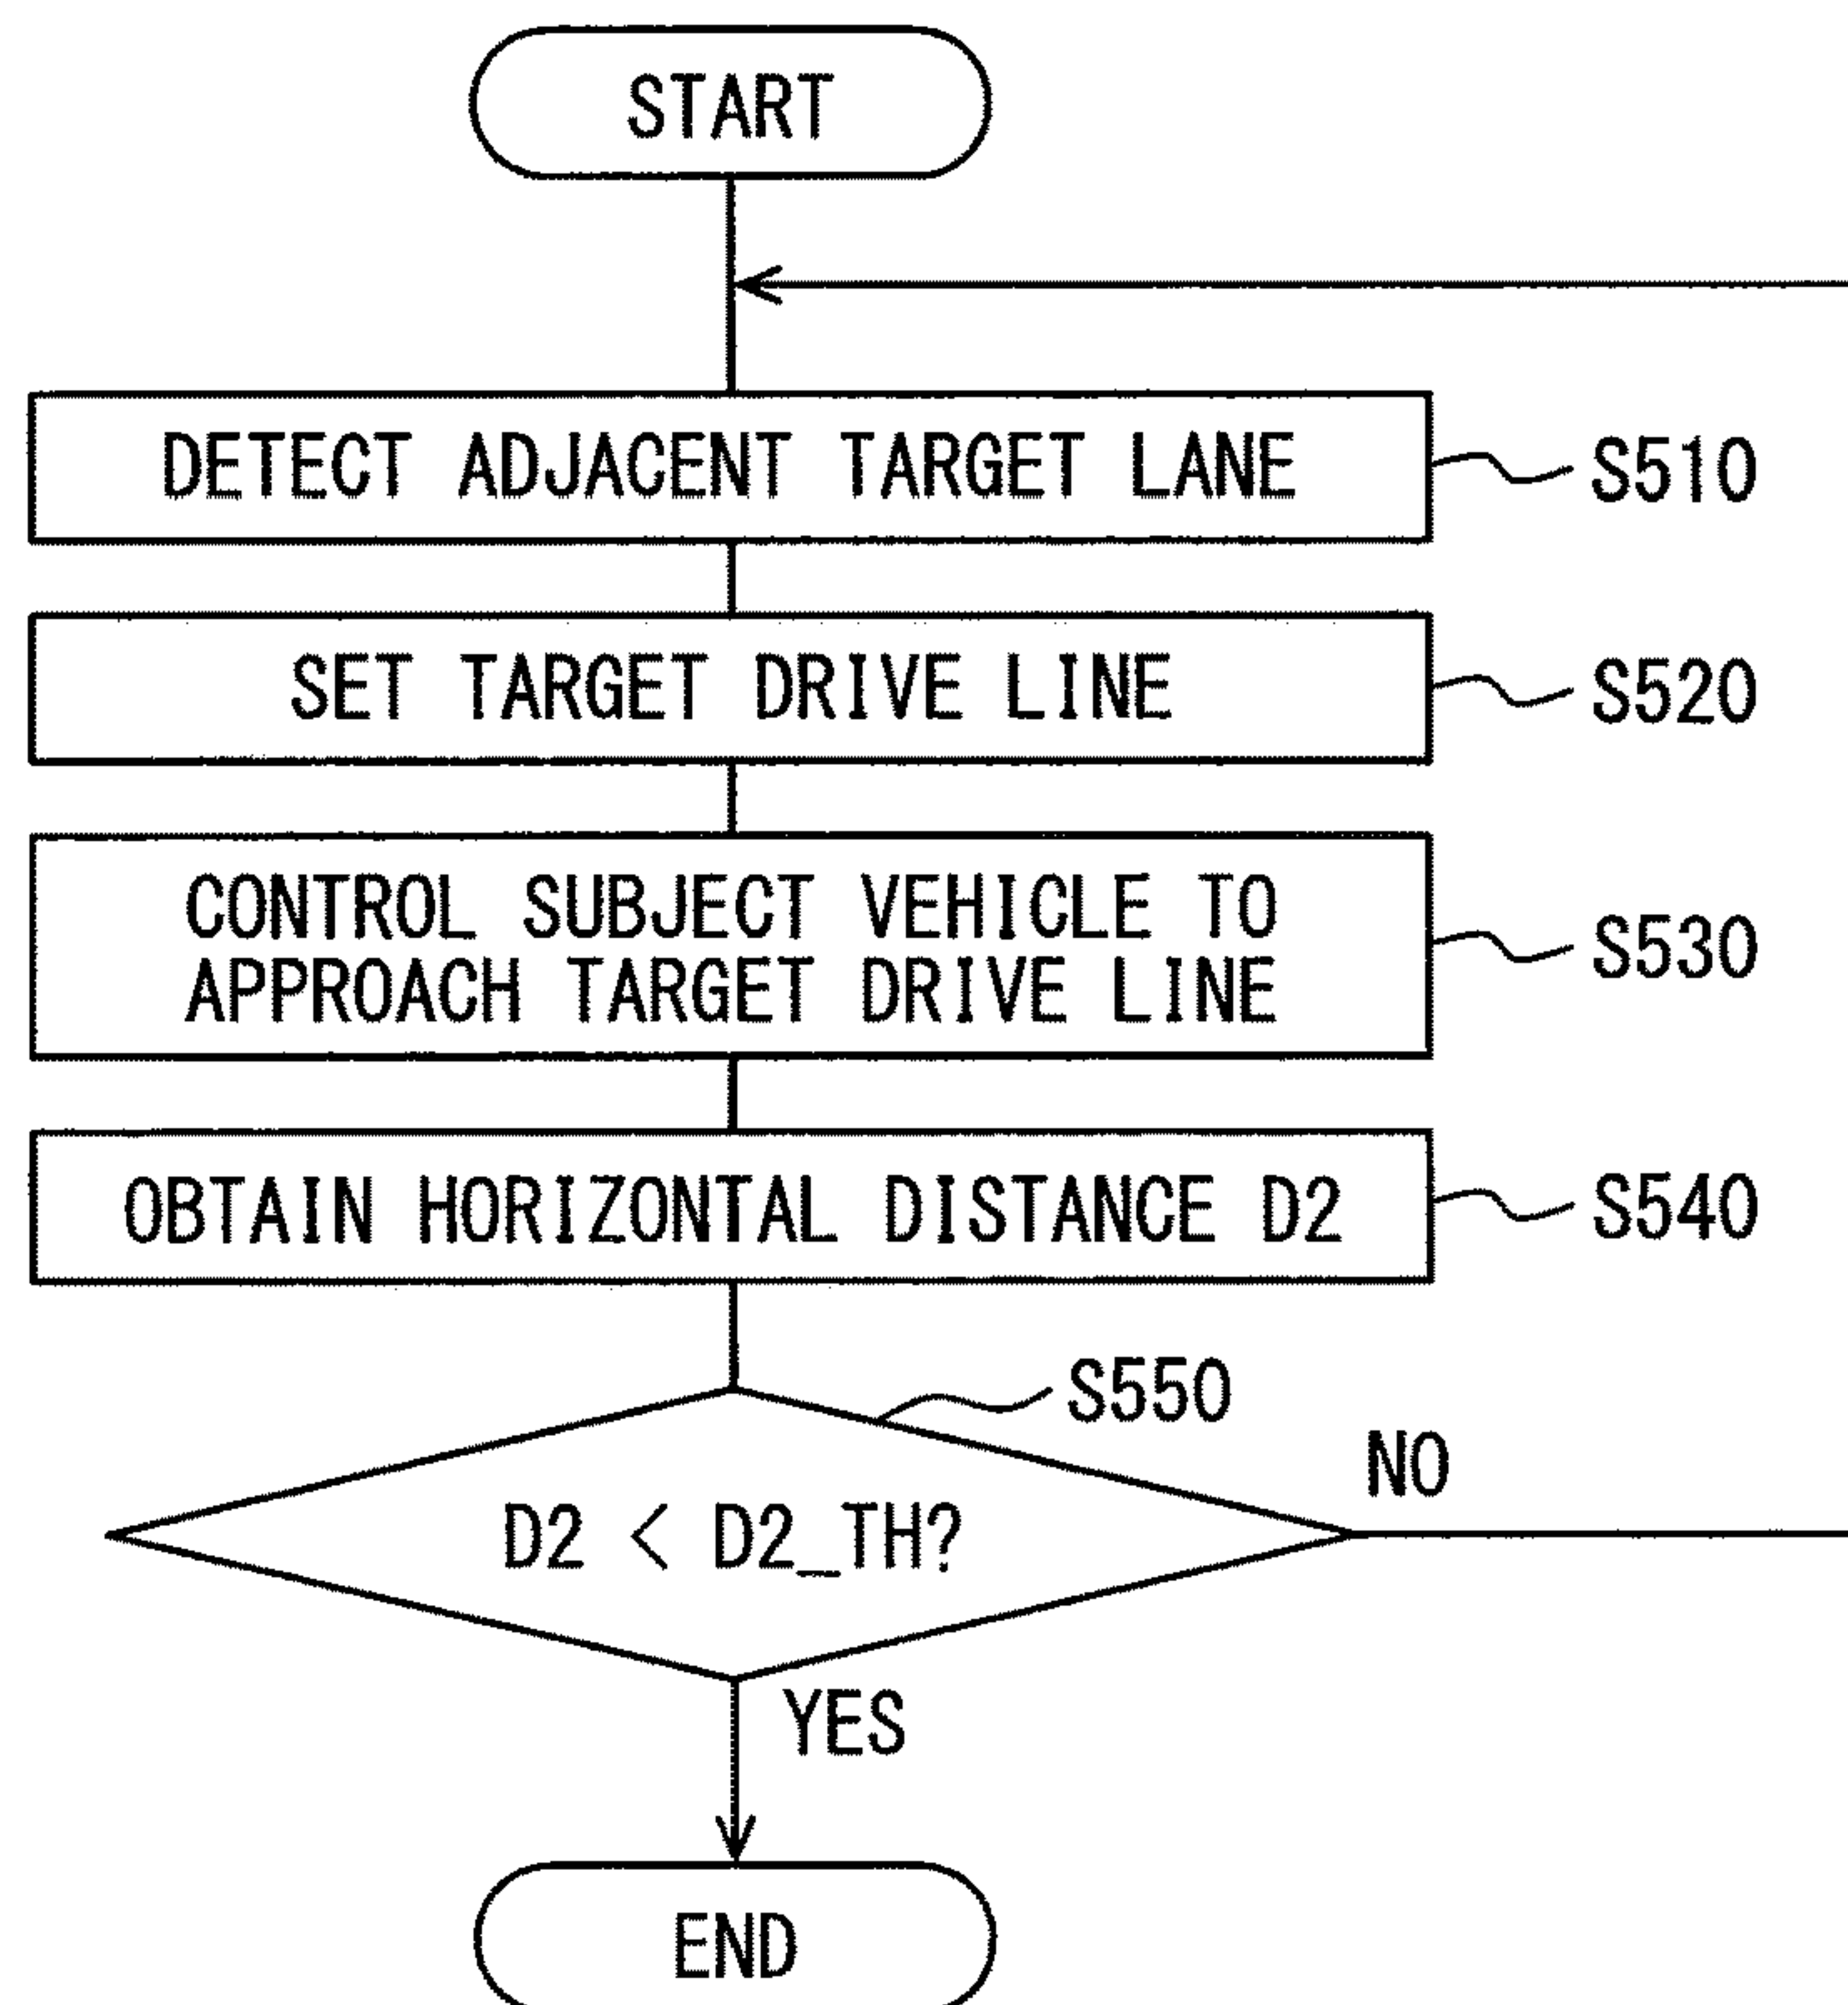 START
DETECT ADJACENT TARGET LANE
S510
SET TARGET DRIVE LINE
S520
CONTROL SUBJECT VEHICLE TO
APPROACH TARGET DRIVE LINE
S530
OBTAIN HORIZONTAL DISTANCE D2
S540
S550
D2 < D2_TH?
NO
YES
END